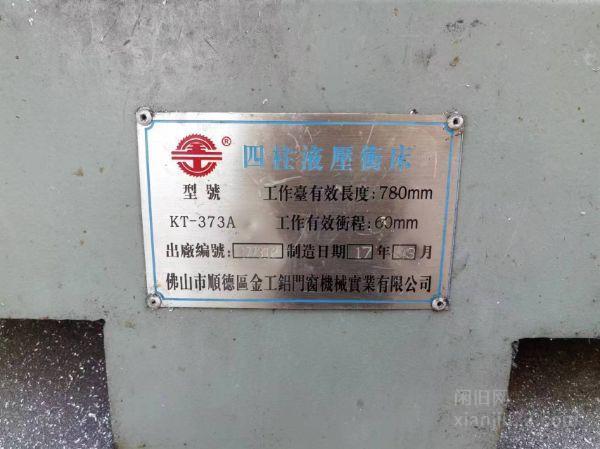 ®
四柱液壓衝床
型號 工作臺有效長度:780mm
KT-373A 工作有效衝程:60mm
出廠編號: 制造日期 17 年 月
佛山市順德區金工鋁門窗機械實業有限公司
闲旧网